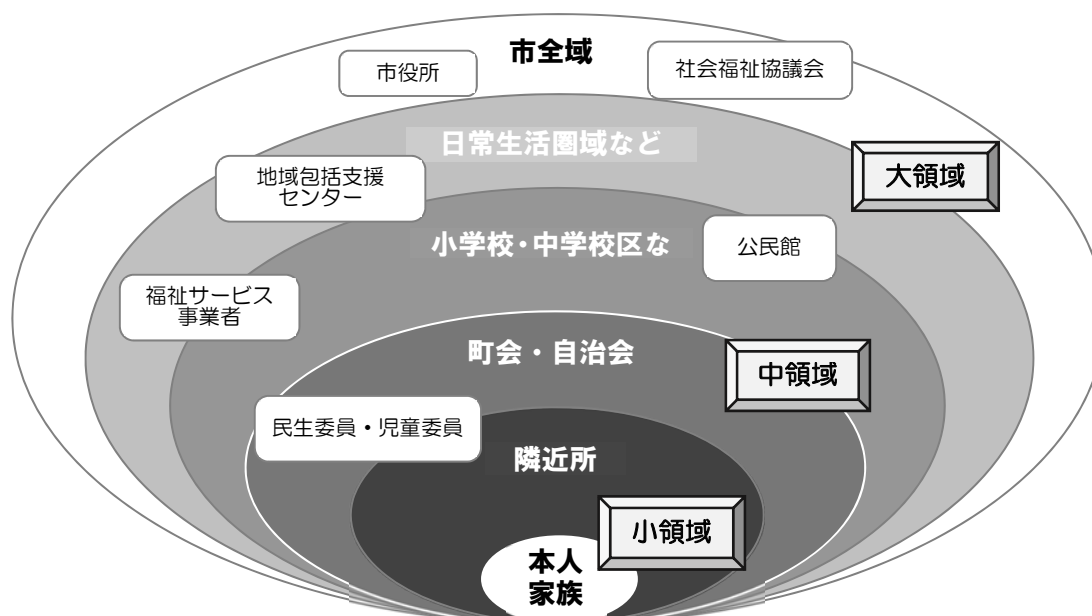 市全域
市役所
社会福祉協議会
日常生活圏域など
大領域
地域包括支援
センター
小学校・中学校区な
公民館
福祉サービス
事業者
町会・自治会
中領域
民生委員・児童委員
隣近所
小領域
本人
家族